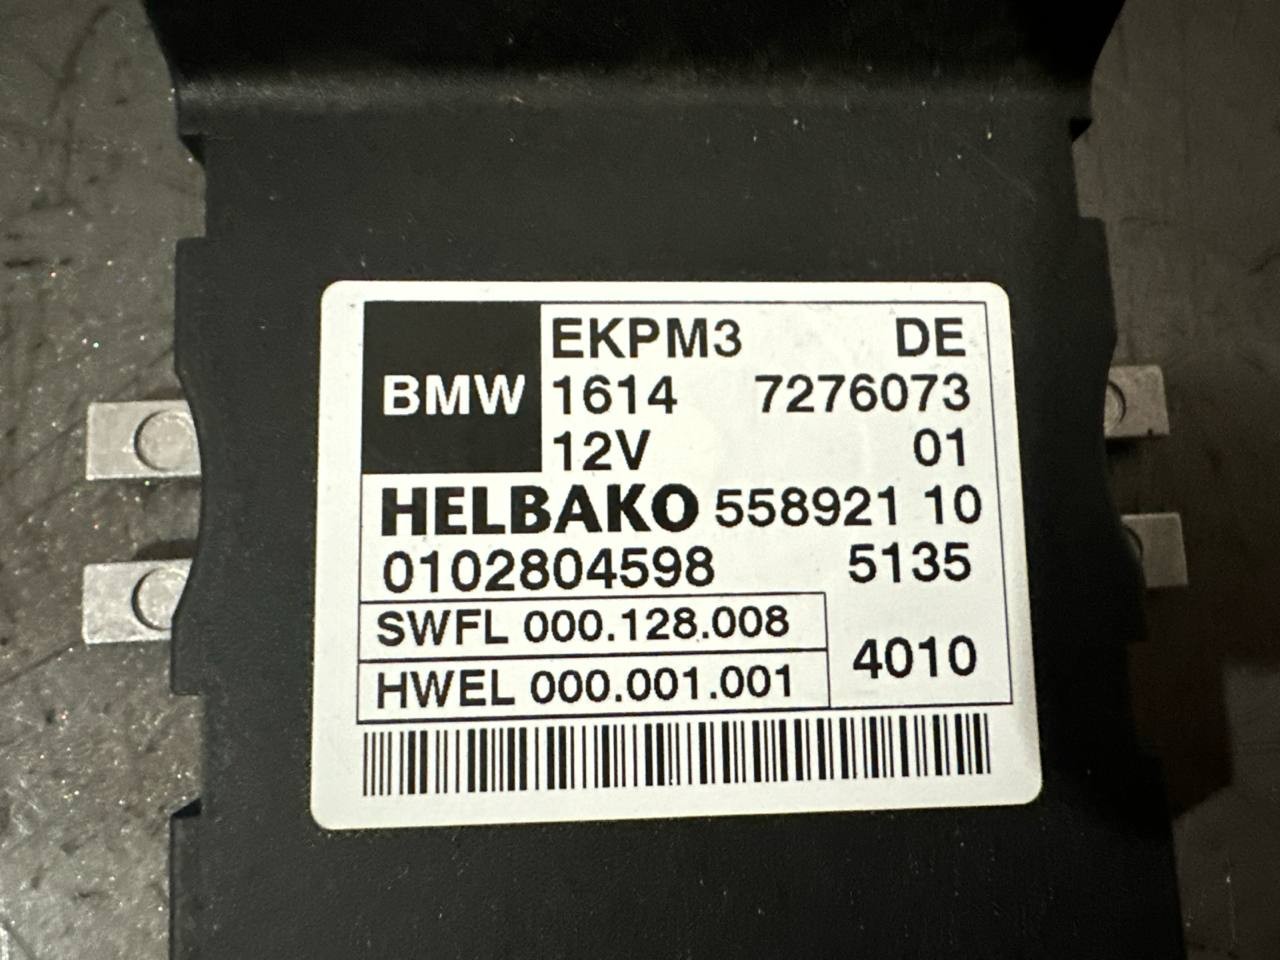 EKPM3 DE
BMW 1614 7276073
12V 01
HELBAKO 558921 10
0102804598 5135
SWFL 000.128.008
4010
HWEL 000.001.001